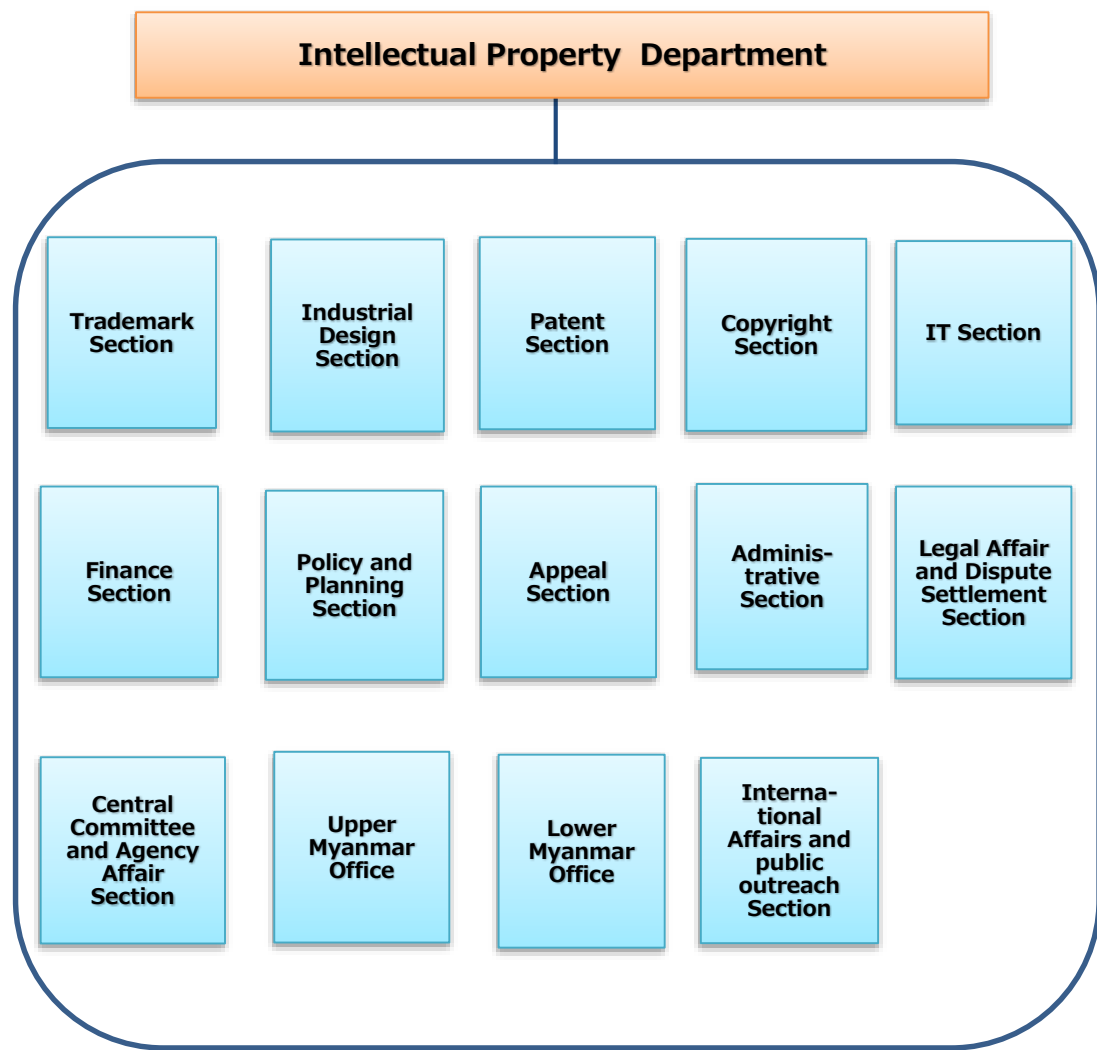 Intellectual Property  Department
Trademark
Section
Industrial
Design
Section
Patent
Section
Copyright
Section
IT Section
Finance
Section
Policy and
Planning
Section
Appeal
Section
Adminis-
trative
Section
Legal Affair
and Dispute
Settlement
Section
Central
Committee
and Agency
Affair
Section
Upper
Myanmar
Office
Lower
Myanmar
Office
Interna-
tional
Affairs and
public
outreach
Section